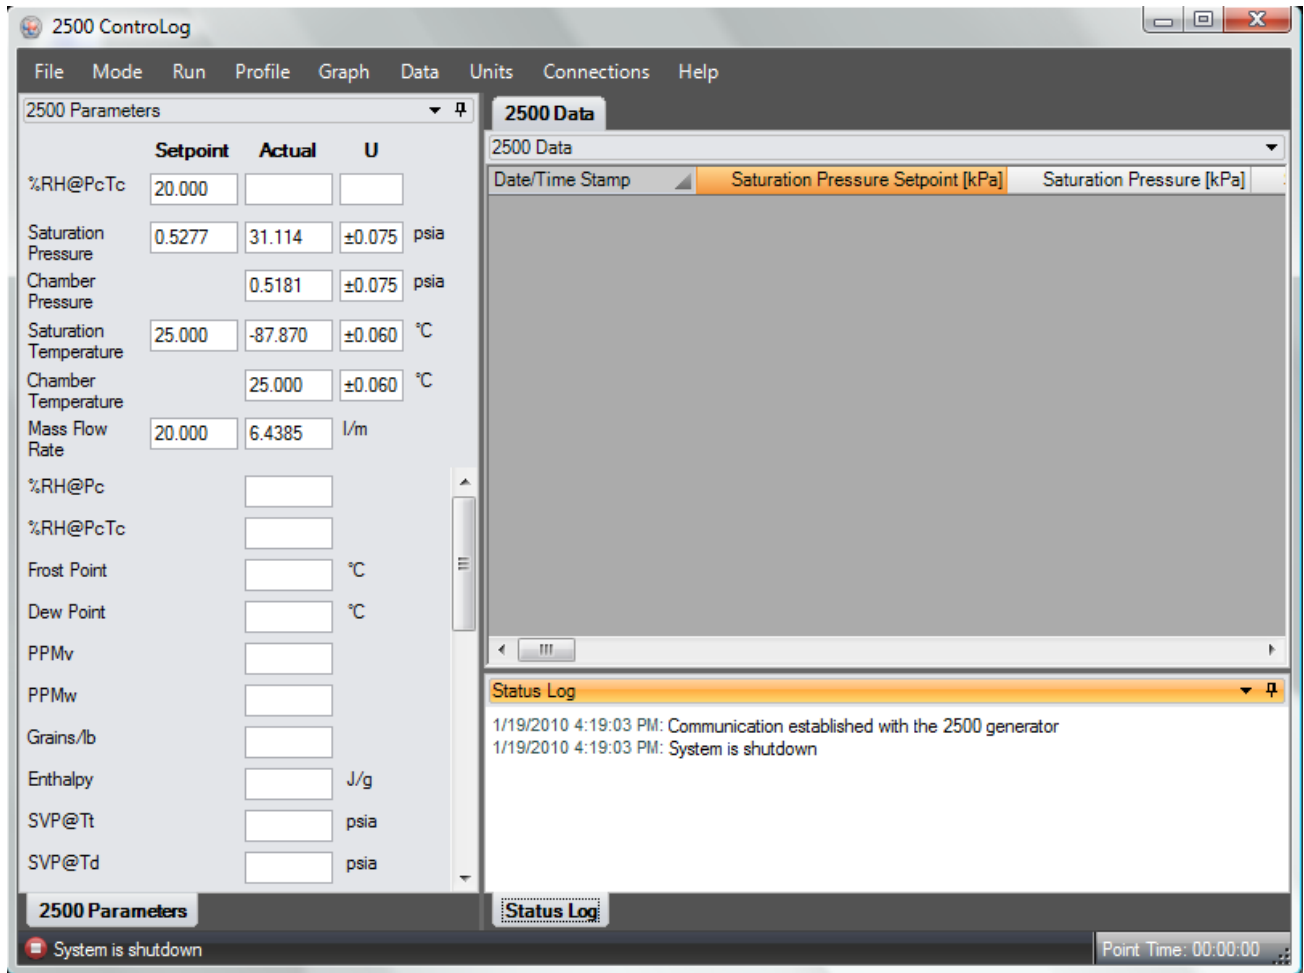 2500 ControLog
File Mode Run Profile Graph Data Units Connections Help
2500 Parameters
Setpoint Actual U
%RH@PcTc 20.000
Saturation Pressure 0.5277 31.114 ±0.075 psia
Chamber Pressure 0.5181 ±0.075 psia
Saturation Temperature 25.000 -87.870 ±0.060 °C
Chamber Temperature 25.000 ±0.060 °C
Mass Flow Rate 20.000 6.4385 l/m
%RH@Pc
%RH@PcTc
Frost Point °C
Dew Point °C
PPMv
PPMw
Grains/lb
Enthalpy J/g
SVP@Tt psia
SVP@Td psia
2500 Parameters
2500 Data
2500 Data
Date/Time Stamp Saturation Pressure Setpoint [kPa] Saturation Pressure [kPa]
Status Log
1/19/2010 4:19:03 PM: Communication established with the 2500 generator
1/19/2010 4:19:03 PM: System is shutdown
Status Log
System is shutdown
Point Time: 00:00:00